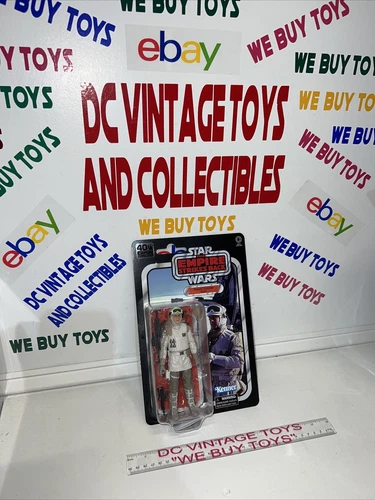 WE BUY TOYS
WE BUY TOYS
ebay
WE BUY TOYS
WE BUY TOYS
DC VINTAGE TOYS
AND COLLECTIBLES
WE BUY TOYS
WE BUY TOYS
WE BUY TOYS
ebay
ebay
WE BUY TOYS
DC VINTAGE TOYS
AND COLLECTIBLES
WE BUY TOYS
WE BUY TOYS
WE BUY TOYS
WE BUY TOYS
40TH
STAR
THE
EMPIRE
STRIKES BACK
WARS
Kenner
DC VINTAGE TOYS
"WE BUY TOYS"